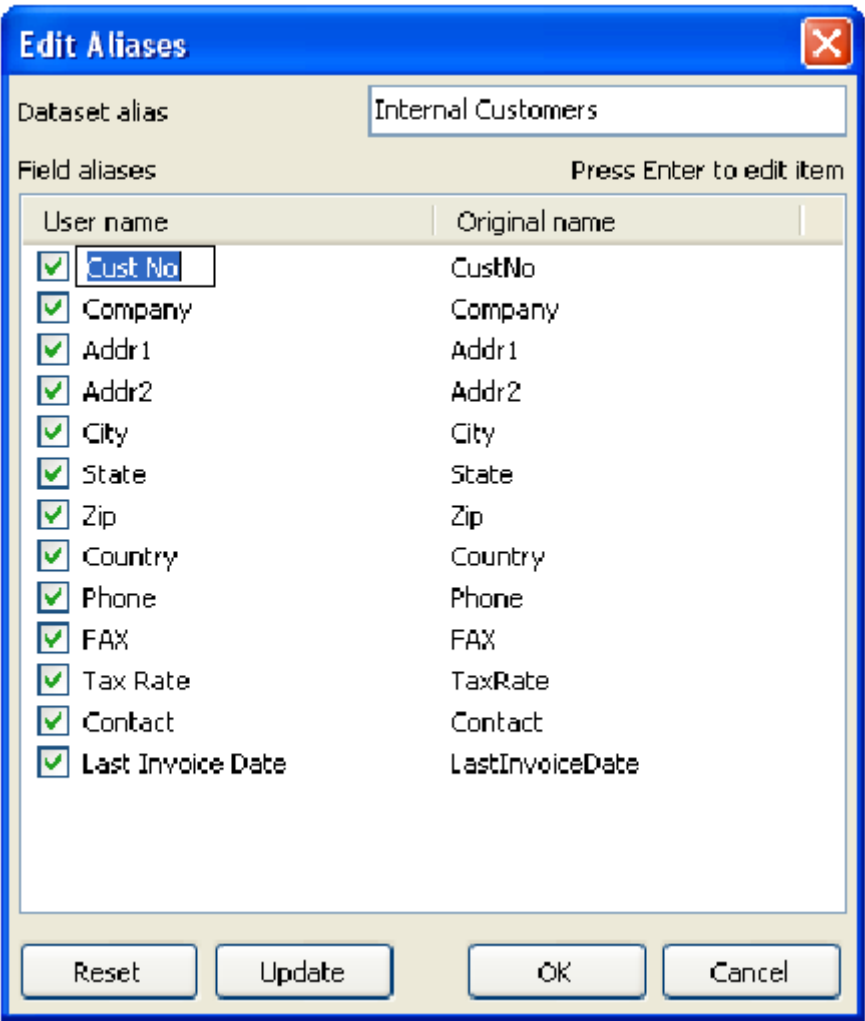 Edit Aliases
Dataset alias Internal Customers
Field aliases Press Enter to edit item
User name Original name
Cust No CustNo
Company Company
Addr1 Addr1
Addr2 Addr2
City City
State State
Zip Zip
Country Country
Phone Phone
FAX FAX
Tax Rate TaxRate
Contact Contact
Last Invoice Date LastInvoiceDate
Reset Update OK Cancel